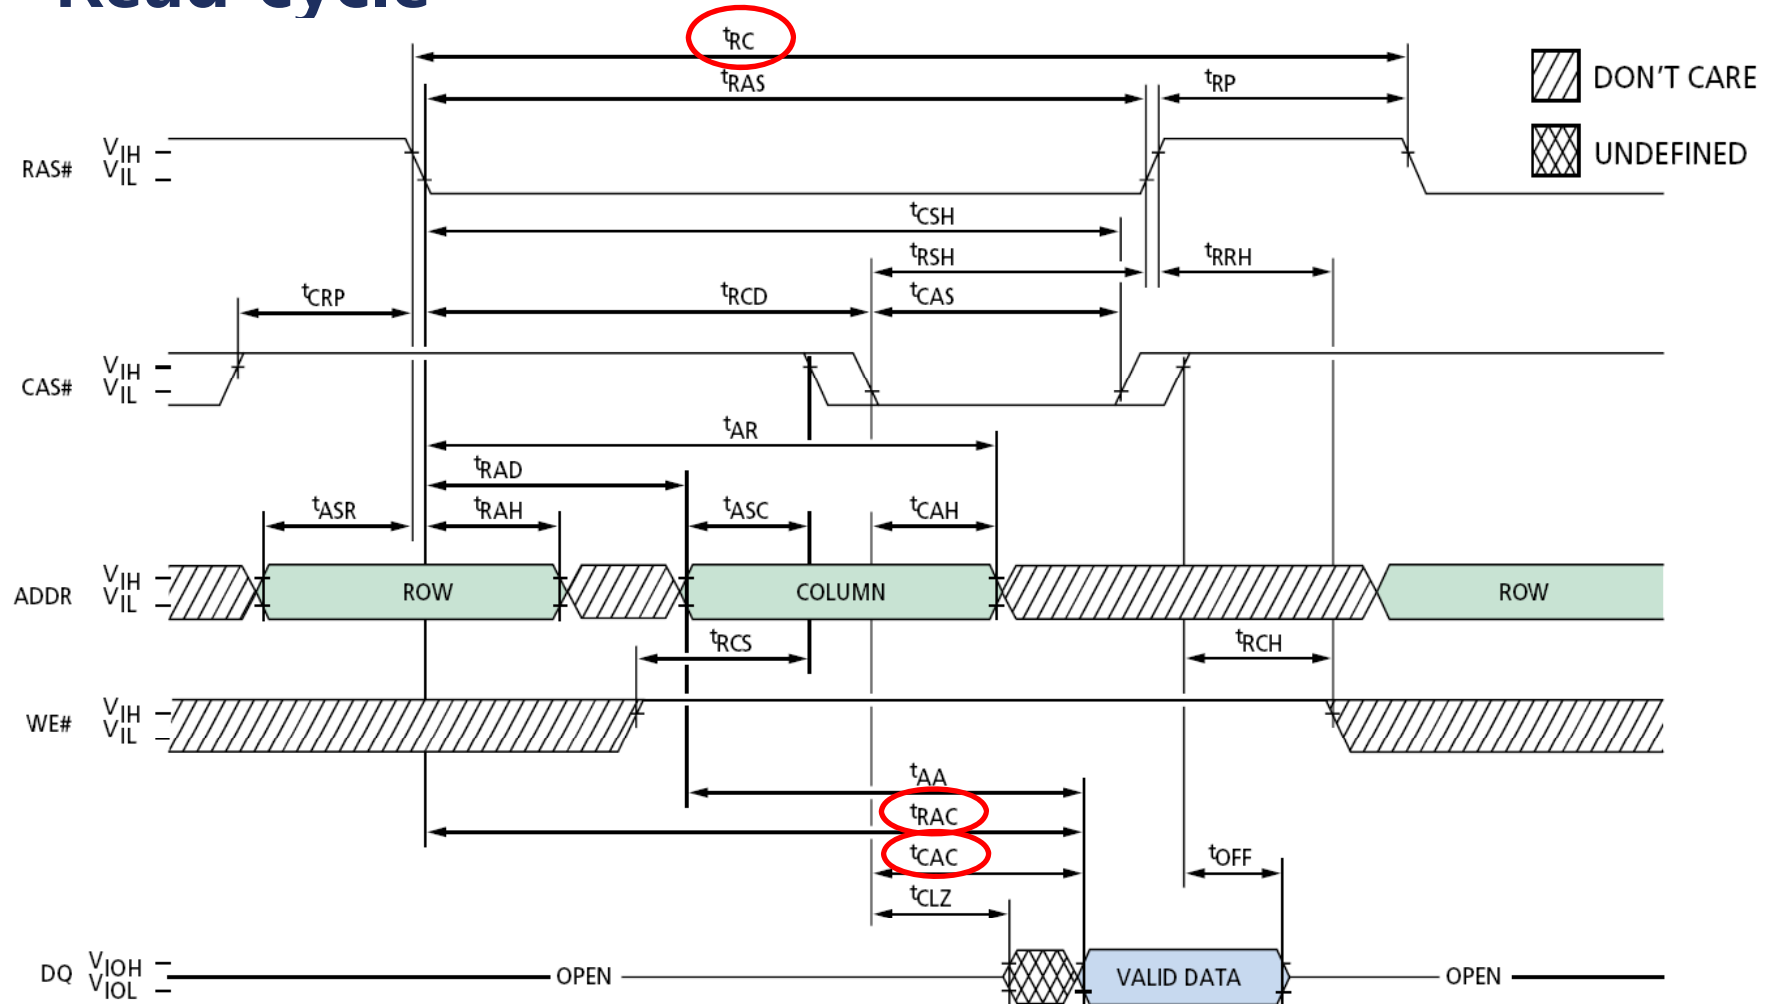 Read Cycle
tRC
tRAS
tRP
DON'T CARE
UNDEFINED
RAS#
VIH
VIL
tCSH
tRSH
tRRH
tCRP
tRCD
tCAS
CAS#
VIH
VIL
tAR
tRAD
tASR
tRAH
tASC
tCAH
ADDR
VIH
VIL
ROW
COLUMN
ROW
tRCS
tRCH
WE#
VIH
VIL
tAA
tRAC
tCAC
tOFF
tCLZ
DQ
VIOH
VIOL
OPEN
VALID DATA
OPEN